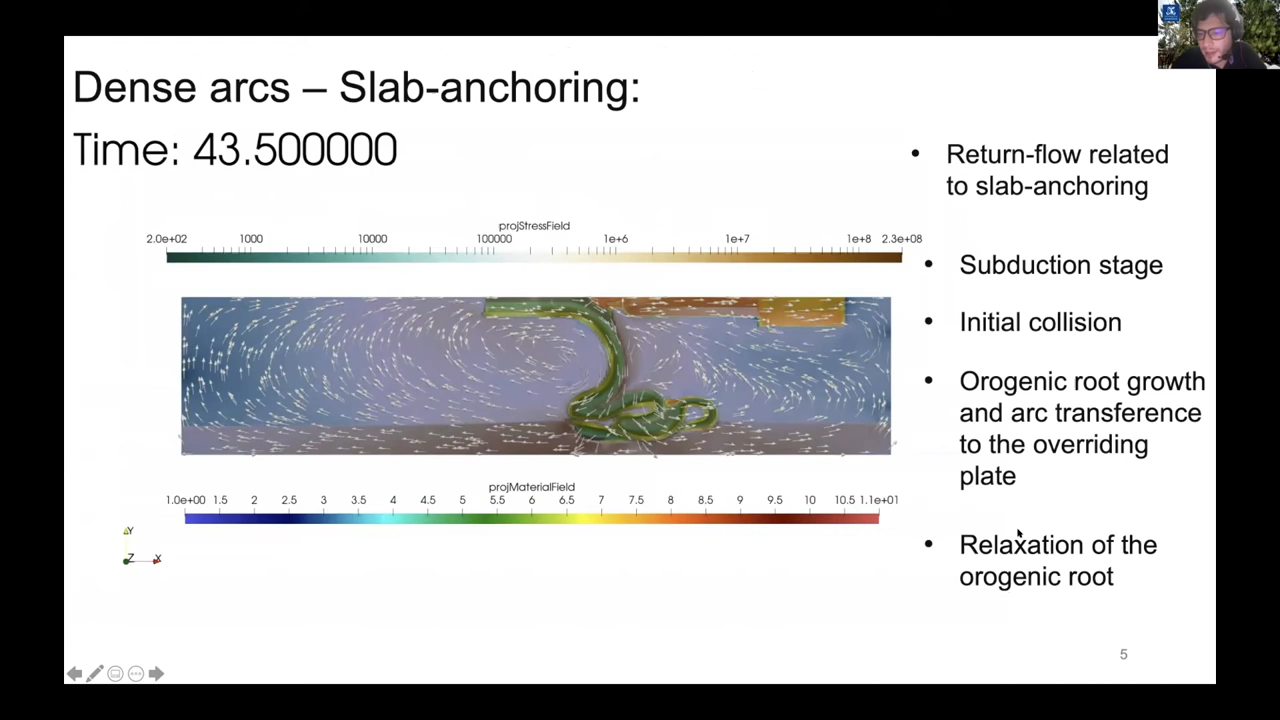 Dense arcs – Slab-anchoring:
Time: 43.500000
• Return-flow related
to slab-anchoring
• Subduction stage
• Initial collision
• Orogenic root growth
and arc transference
to the overriding
plate
• Relaxation of the
orogenic root
projStressField
2.0e+02 1000 10000 100000 1e+6 1e+7 1e+8 2.3e+08
projMaterialField
1.0e+00 1.5 2 2.5 3 3.5 4 4.5 5 5.5 6 6.5 7 7.5 8 8.5 9 9.5 10 10.5 1.1e+01
Y
Z X
5